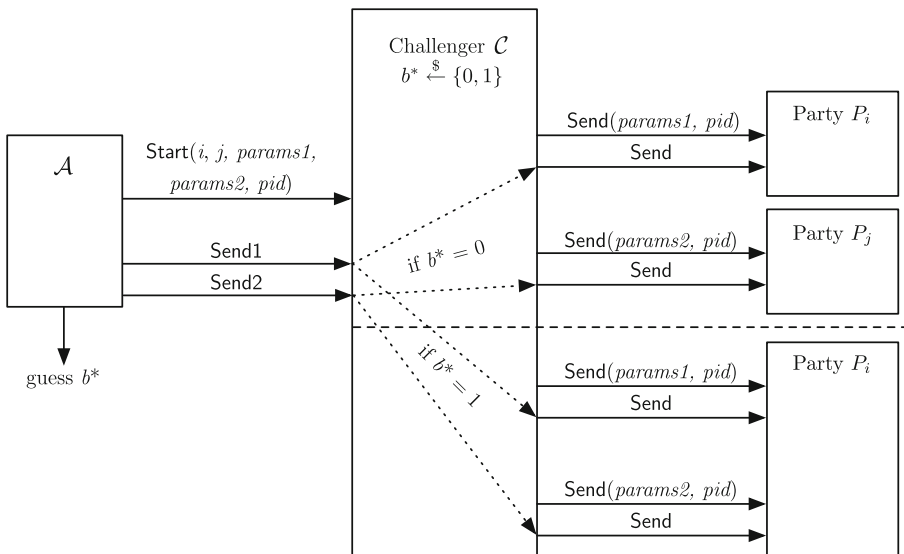 Challenger 𝒞
b* ←$ {0, 1}
𝒜
Start(i, j, params1,
params2, pid)
Send1
Send2
guess b*
if b* = 0
if b* = 1
Send(params1, pid)
Send
Party P_i
Send(params2, pid)
Send
Party P_j
Send(params1, pid)
Send
Party P_i
Send(params2, pid)
Send